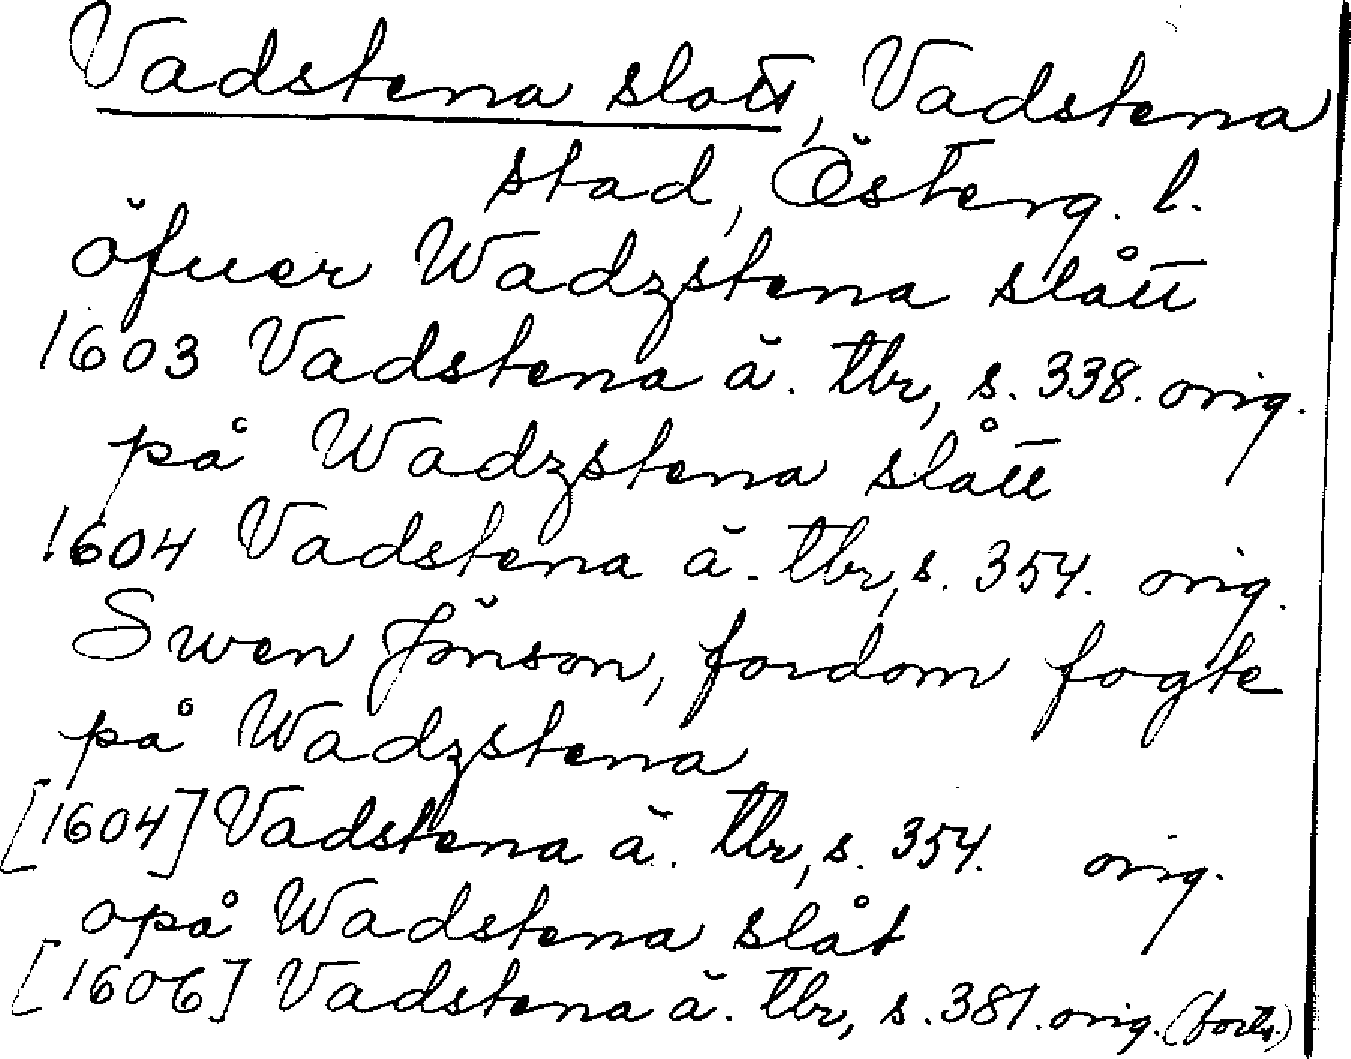 Vadstena slott, Vadstena
stad, Österg. l.
öfuer Wadzstena slått
1603 Vadstena ä. tbr, s. 338. orig.
på Wadzstena slått
1604 Vadstena ä. tbr, s. 354. orig.
Swen Jönson, fordom fogte
på Wadzstena
[1604] Vadstena ä. tbr, s. 354. orig.
opå Wadstena slåt
[1606] Vadstena ä. tbr, s. 381. orig. (forts.)